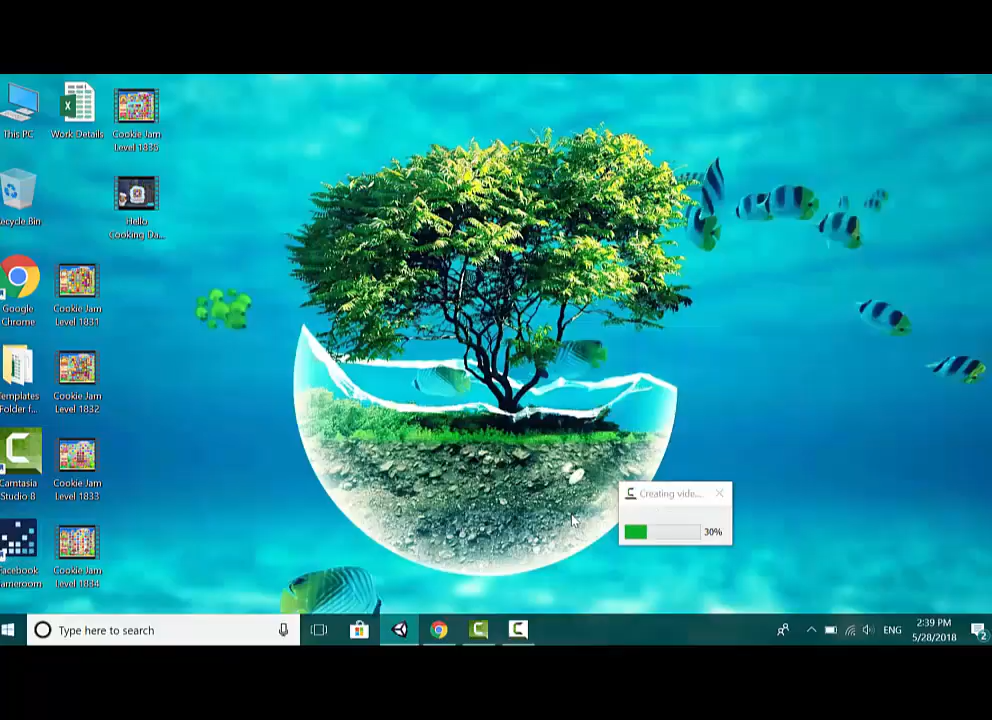 This PC
Work Details
Cookie Jam
Level 1835
ecycle Bin
Hello
Cooking Da...
Google
Chrome
Cookie Jam
Level 1831
Templates
Folder f...
Cookie Jam
Level 1832
Camtasia
Studio 8
Cookie Jam
Level 1833
Creating vide...
30%
Facebook
Gameroom
Cookie Jam
Level 1834
Type here to search
ENG
2:39 PM
5/28/2018
2